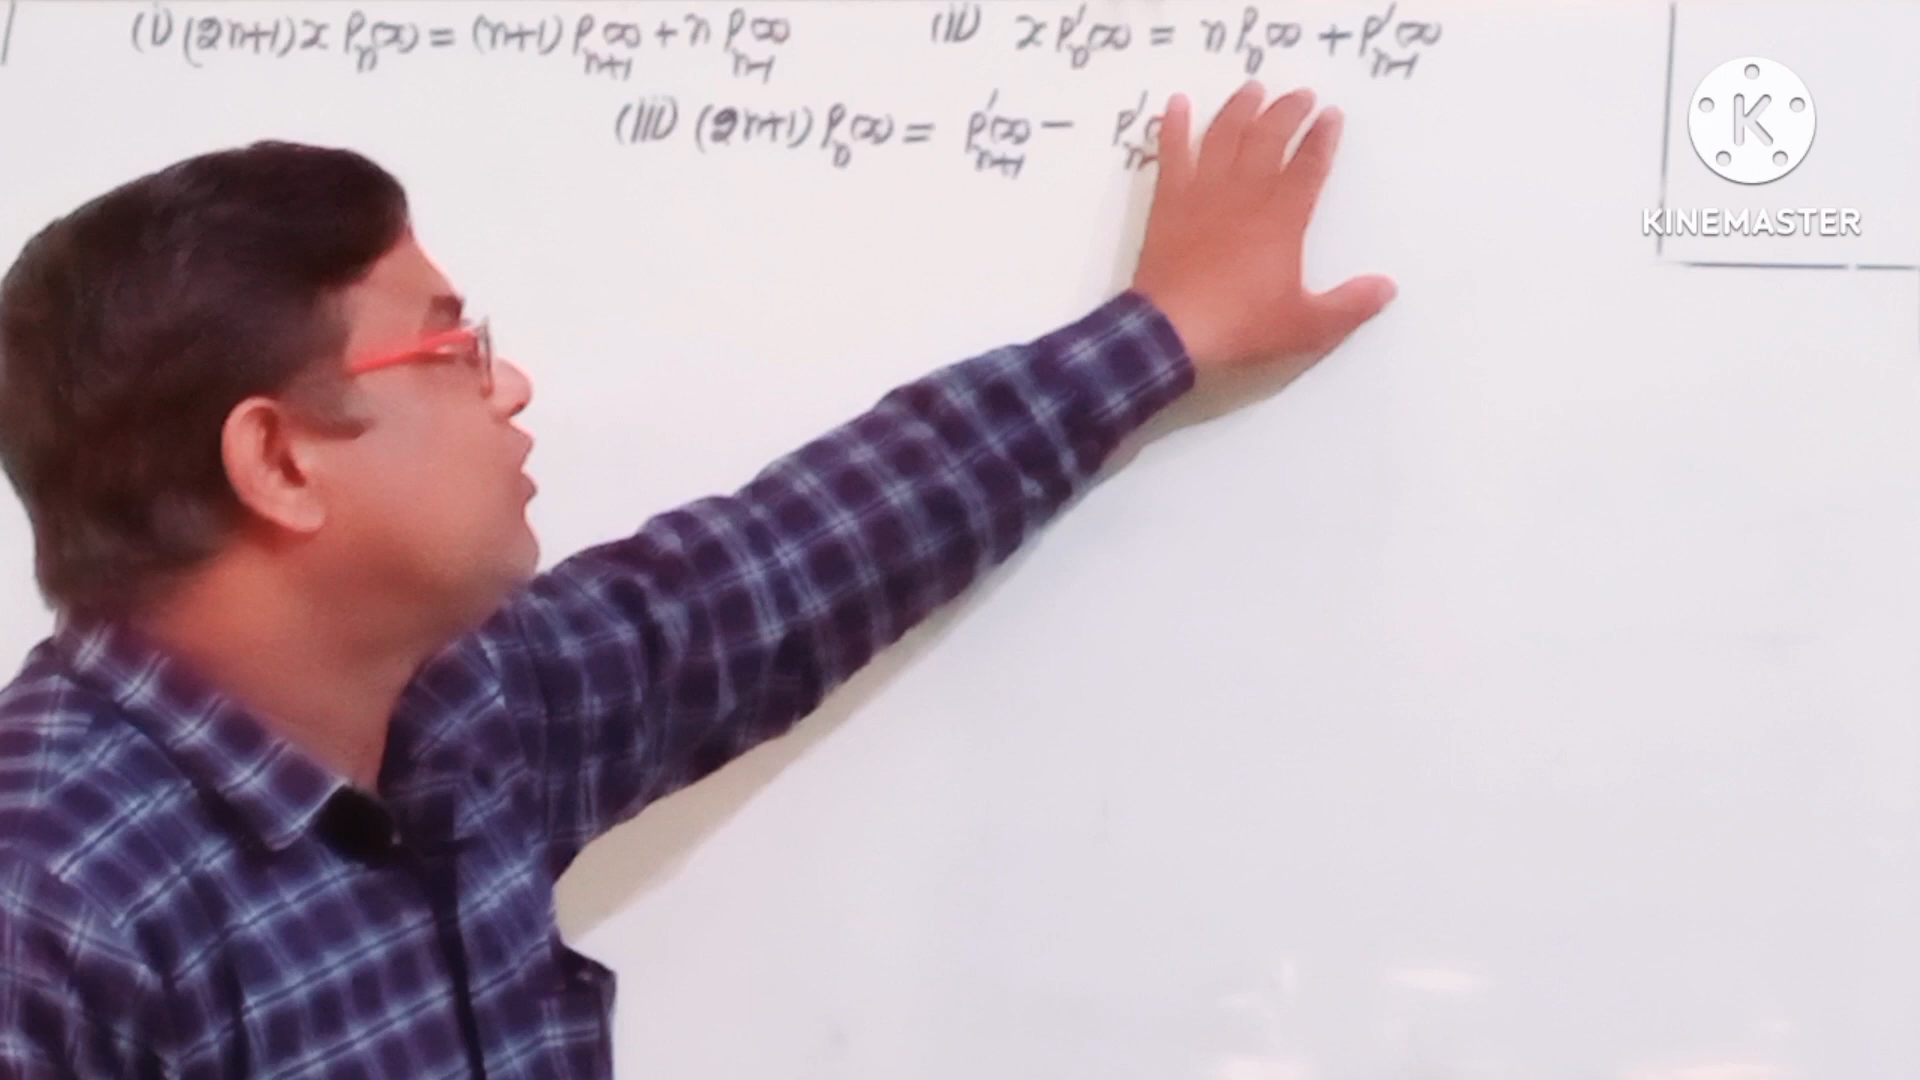 (i) (2n+1) x Pₙ(x) = (n+1) Pₙ₊₁(x) + n Pₙ₋₁(x) (ii) x P'ₙ(x) = n Pₙ(x) + P'ₙ₋₁(x)
(iii) (2n+1) Pₙ(x) = P'ₙ₊₁(x) − P'
KINEMASTER